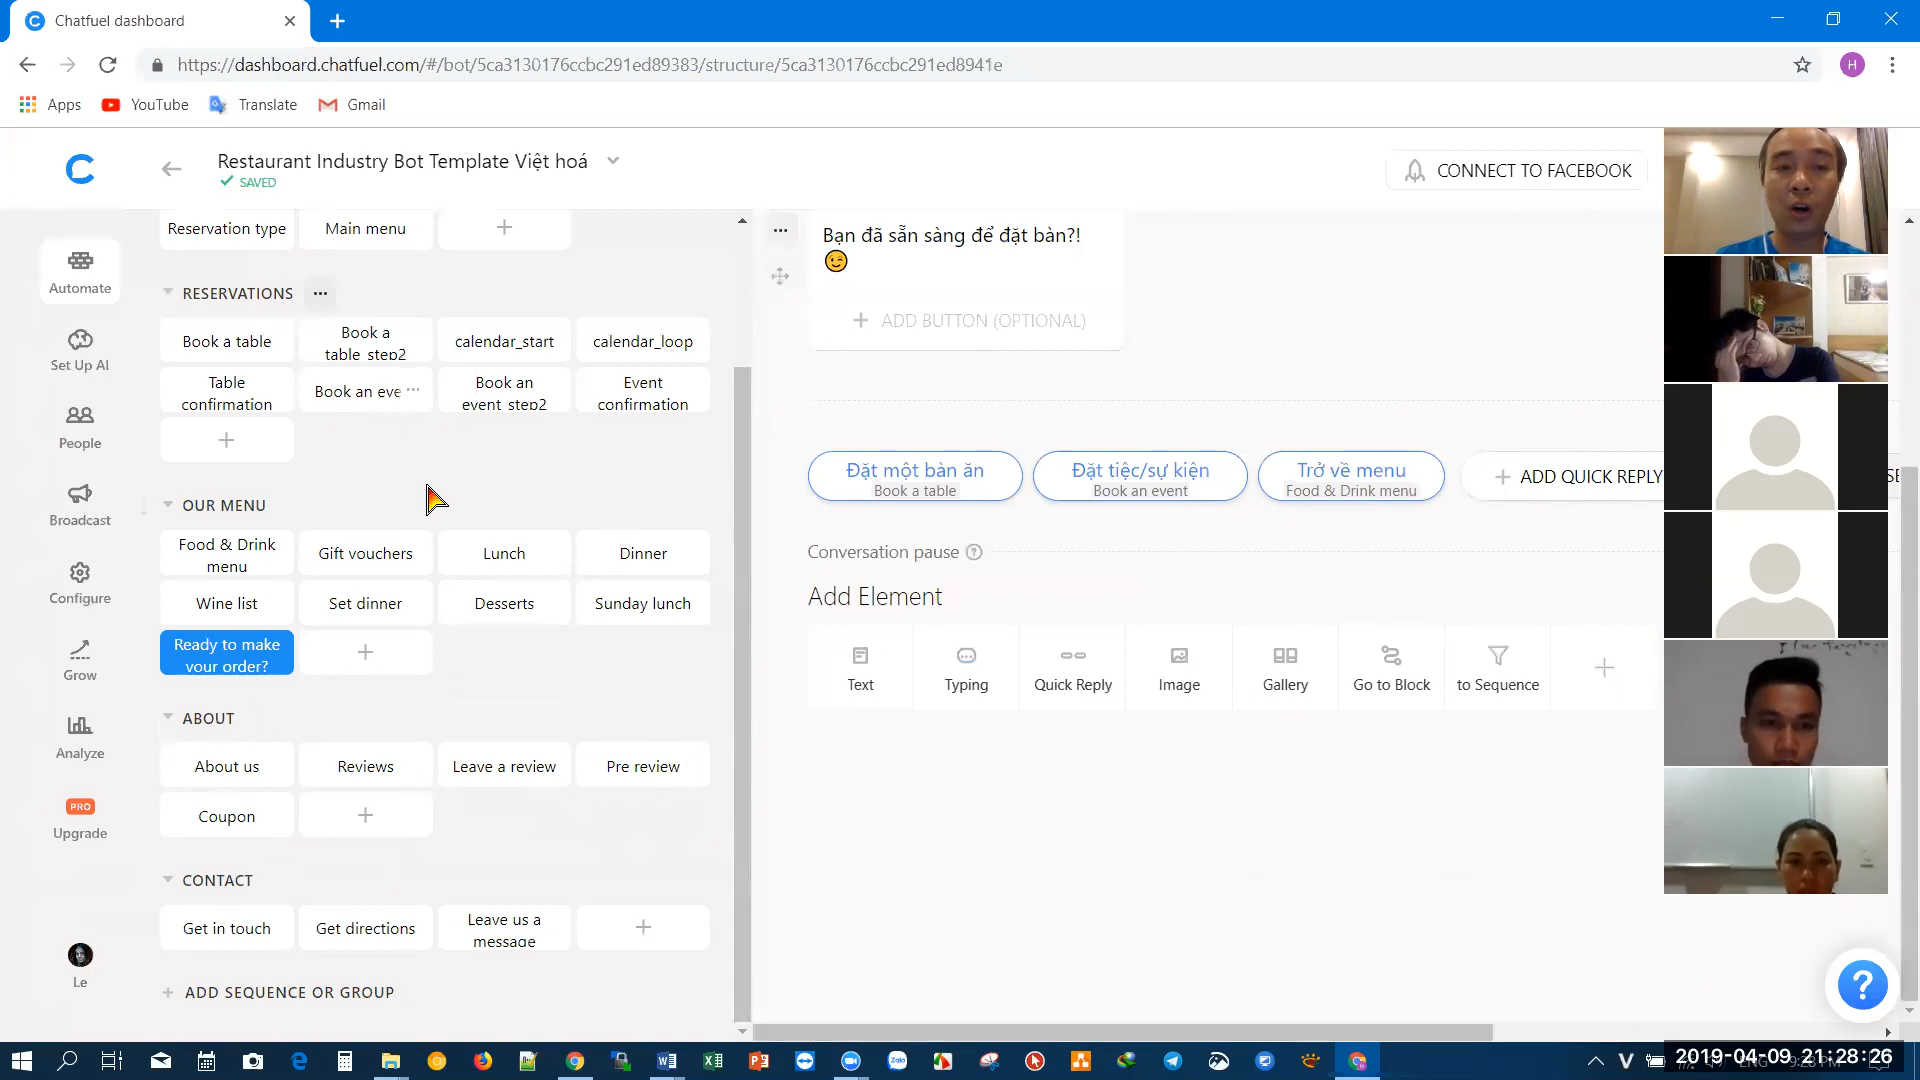 Chatfuel dashboard
https://dashboard.chatfuel.com/#/bot/5ca3130176ccbc291ed89383/structure/5ca3130176ccbc291ed8941e
H
Apps
YouTube
Translate
Gmail
Restaurant Industry Bot Template Việt hoá
SAVED
CONNECT TO FACEBOOK
Automate
Set Up AI
People
Broadcast
Configure
Grow
Analyze
PRO
Upgrade
Le
Reservation type
Main menu
RESERVATIONS
Book a table
Book a
table step2
calendar_start
calendar_loop
Table
confirmation
Book an eve
Book an
event step2
Event
confirmation
OUR MENU
Food & Drink
menu
Gift vouchers
Lunch
Dinner
Wine list
Set dinner
Desserts
Sunday lunch
Ready to make
your order?
ABOUT
About us
Reviews
Leave a review
Pre review
Coupon
CONTACT
Get in touch
Get directions
Leave us a
message
ADD SEQUENCE OR GROUP
Bạn đã sẵn sàng để đặt bàn?!
ADD BUTTON (OPTIONAL)
Đặt một bàn ăn
Book a table
Đặt tiệc/sự kiện
Book an event
Trở về menu
Food & Drink menu
ADD QUICK REPLY
Conversation pause
Add Element
Text
Typing
Quick Reply
Image
Gallery
Go to Block
to Sequence
2019-04-09 21:28:26